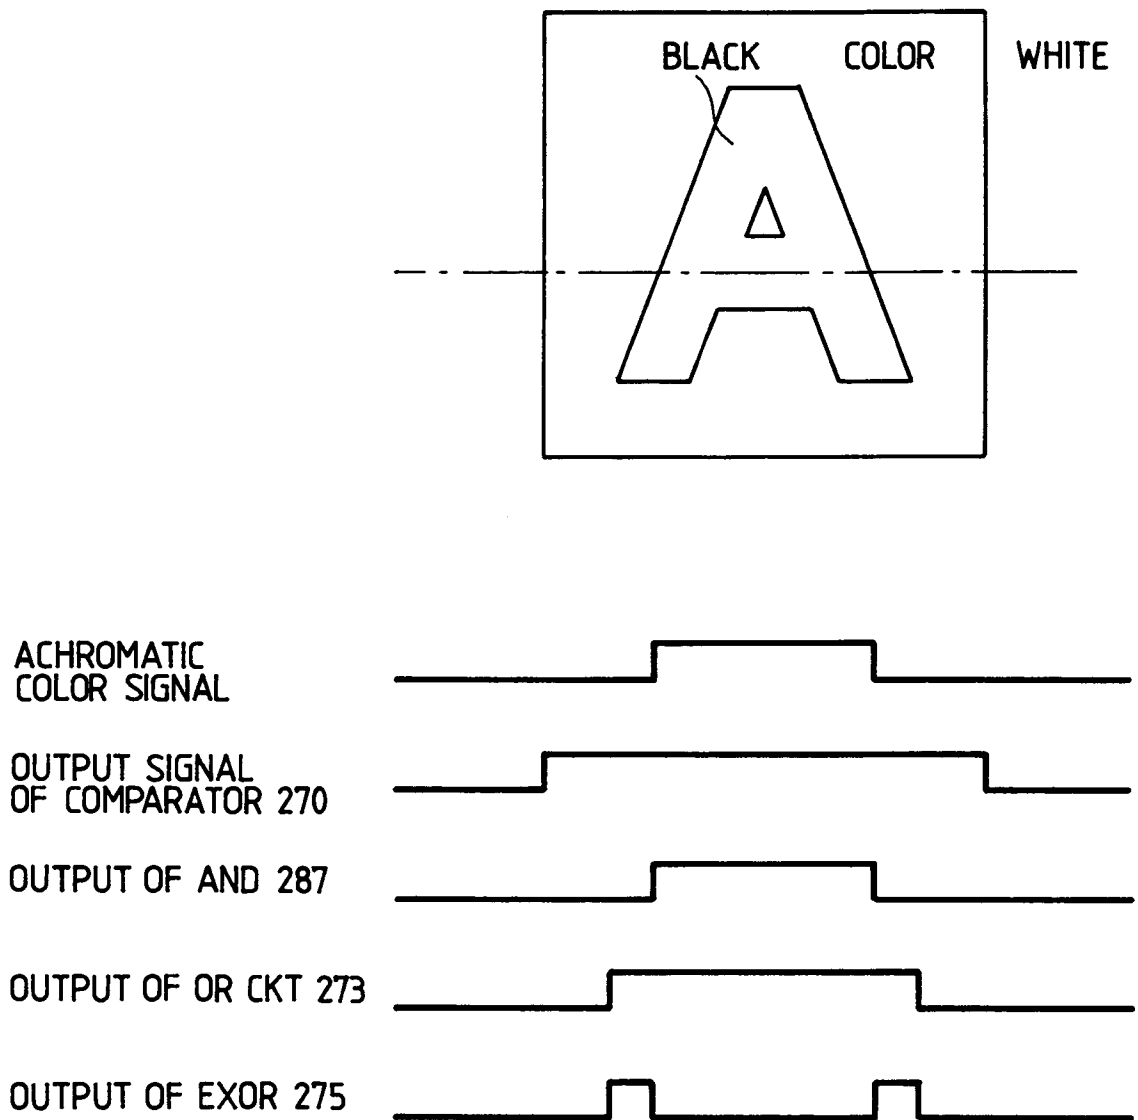 BLACK COLOR WHITE
A
ACHROMATIC
COLOR SIGNAL
OUTPUT SIGNAL
OF COMPARATOR 270
OUTPUT OF AND 287
OUTPUT OF OR CKT 273
OUTPUT OF EXOR 275